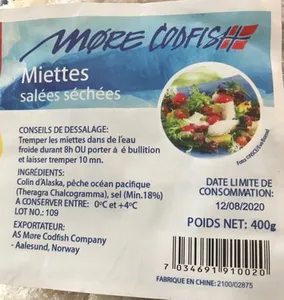 MØRE CODFISH
Miettes
salées séchées
CONSEILS DE DESSALAGE:
Tremper les miettes dans de l'eau
froide durant 8h OU porter à é bullition
et laisser tremper 10 mn.
INGRÉDIENTS:
Colin d'Alaska, pèche océan pacifique
(Theragra Chalcogramma), sel (Min.18%)
A CONSERVER ENTRE: 0°C et +4°C
LOT NO.: 109
EXPORTATEUR:
AS Møre Codfish Company
- Aalesund, Norway
DATE LIMITE DE
CONSOMMATION:
12/08/2020
POIDS NET: 400g
7 034691 910020
FABRIQUE EN CHINE: 2100/02875